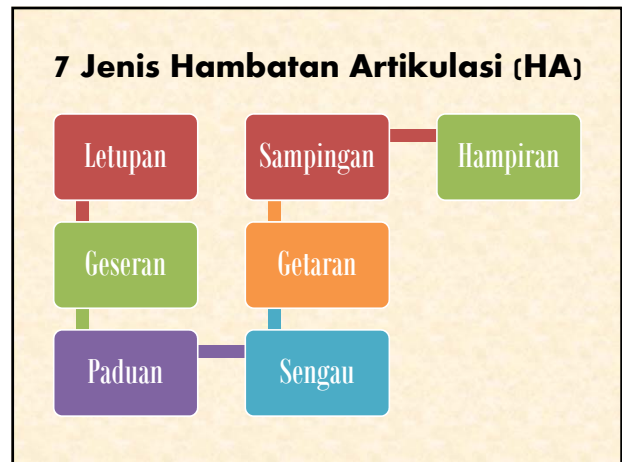 7 Jenis Hambatan Artikulasi (HA)
Letupan
Geseran
Paduan
Sengau
Getaran
Sampingan
Hampiran